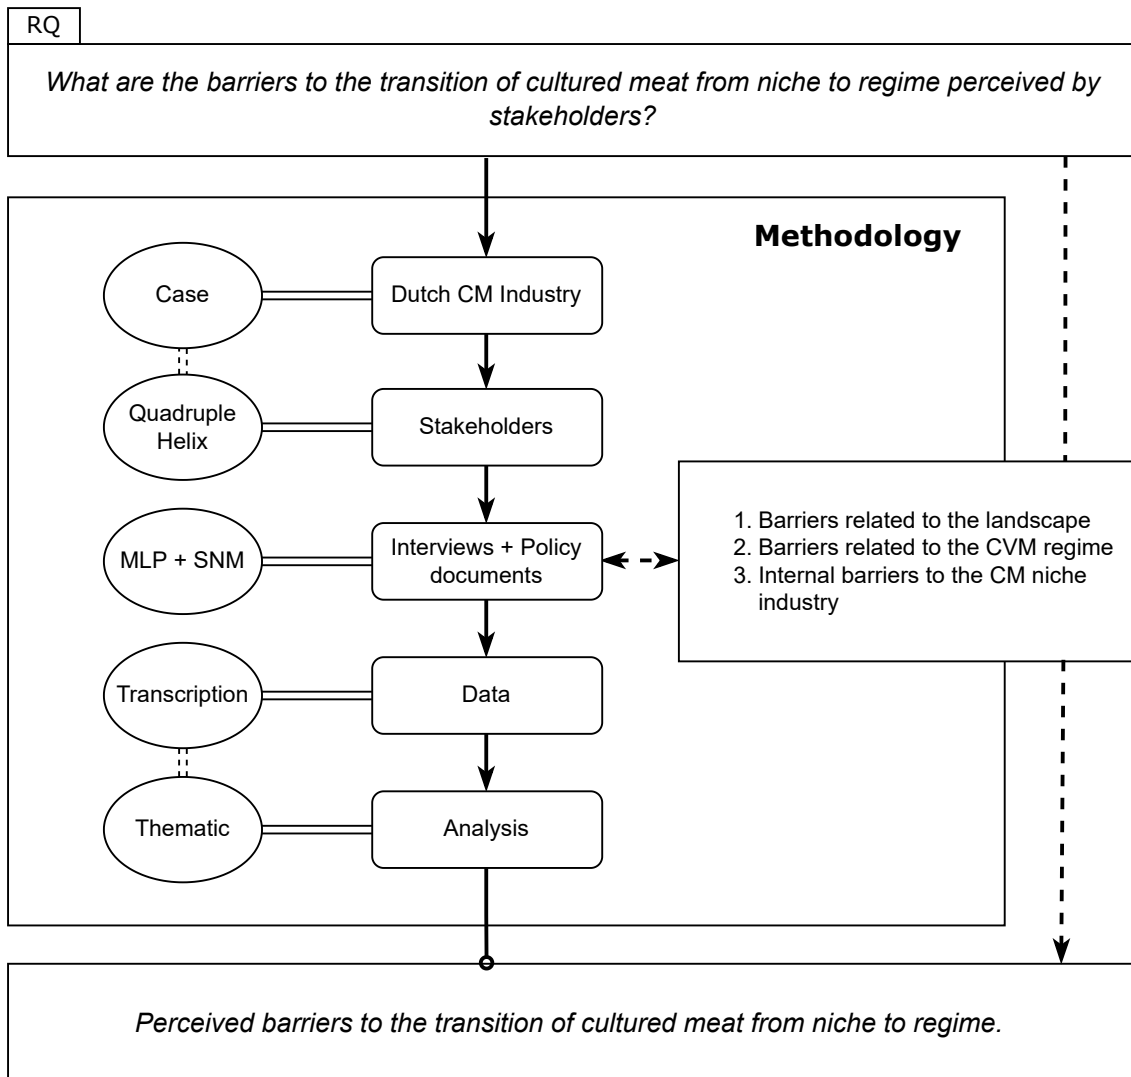 RQ
What are the barriers to the transition of cultured meat from niche to regime perceived by
stakeholders?
Methodology
Case
Dutch CM Industry
Quadruple
Helix
Stakeholders
MLP + SNM
Interviews + Policy
documents
1. Barriers related to the landscape
2. Barriers related to the CVM regime
3. Internal barriers to the CM niche
industry
Transcription
Data
Thematic
Analysis
Perceived barriers to the transition of cultured meat from niche to regime.